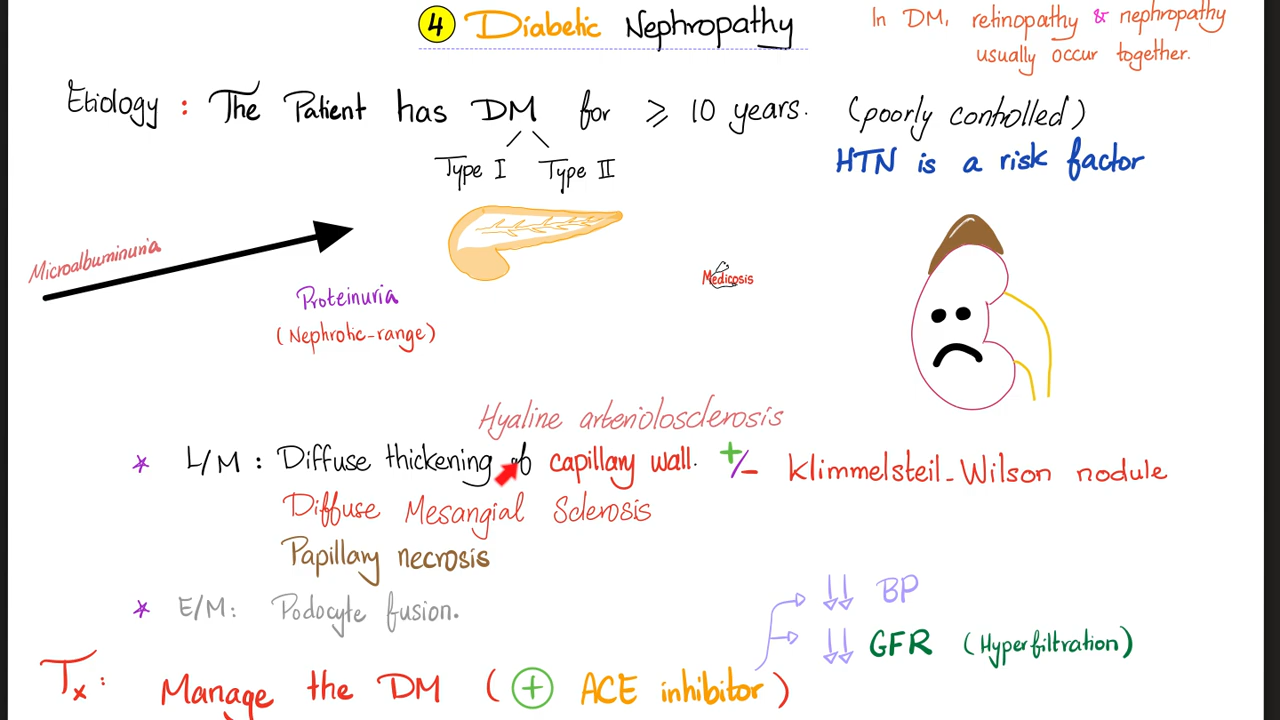 4 Diabetic Nephropathy
In DM, retinopathy & nephropathy
usually occur together.
Etiology : The Patient has DM for ≥ 10 years. (poorly controlled)
Type I Type II
HTN is a risk factor
Microalbuminuria
Proteinuria
(Nephrotic-range)
Medicosis
Hyaline arteriolosclerosis
* L/M : Diffuse thickening of capillary wall. +/- Klimmelsteil-Wilson nodule
Diffuse Mesangial Sclerosis
Papillary necrosis
* E/M: Podocyte fusion.
↓↓ BP
↓↓ GFR (Hyperfiltration)
Tx: Manage the DM (+ ACE inhibitor)